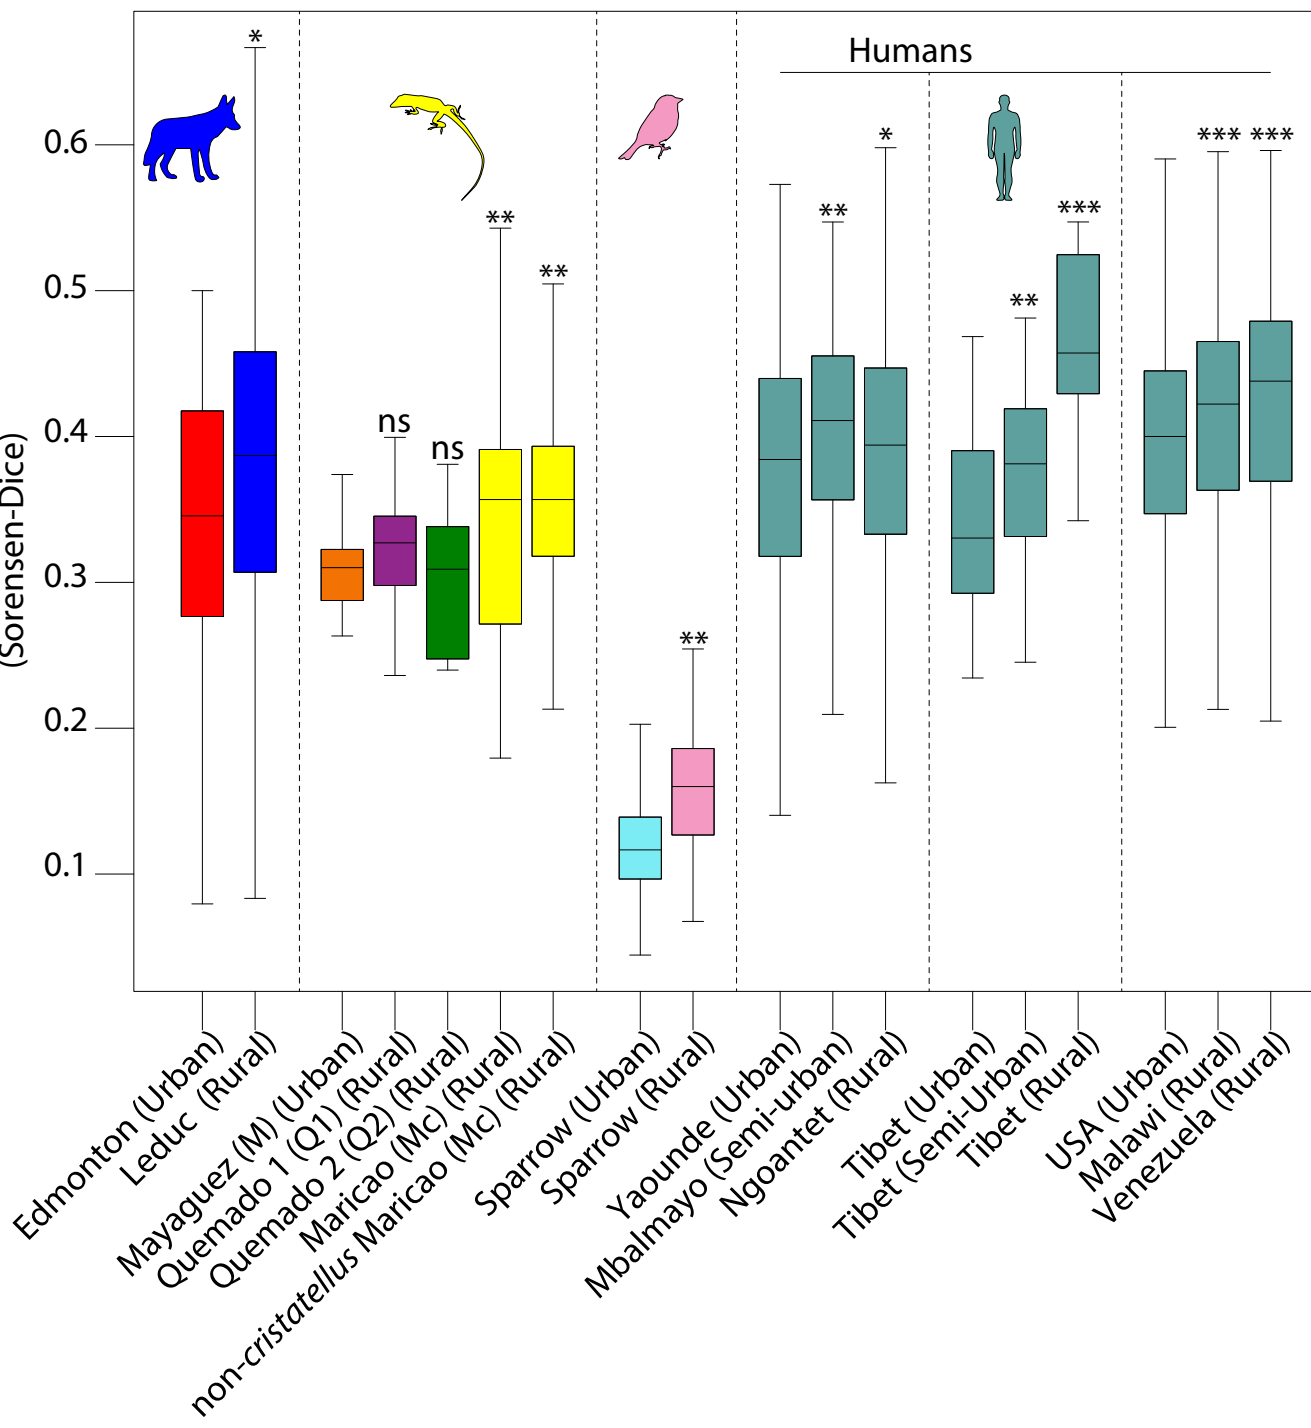 Humans
*
**
**
ns
ns
**
**
*
**
***
***
***
0.6
0.5
0.4
0.3
0.2
0.1
(Sorensen-Dice)
Edmonton (Urban)
Leduc (Rural)
Mayaguez (M) (Urban)
Quemado 1 (Q1) (Rural)
Quemado 2 (Q2) (Rural)
Maricao (Mc) (Rural)
non-cristatellus Maricao (Mc) (Rural)
Sparrow (Urban)
Sparrow (Rural)
Yaounde (Urban)
Mbalmayo (Semi-urban)
Ngoantet (Rural)
Tibet (Urban)
Tibet (Semi-Urban)
Tibet (Rural)
USA (Urban)
Malawi (Rural)
Venezuela (Rural)